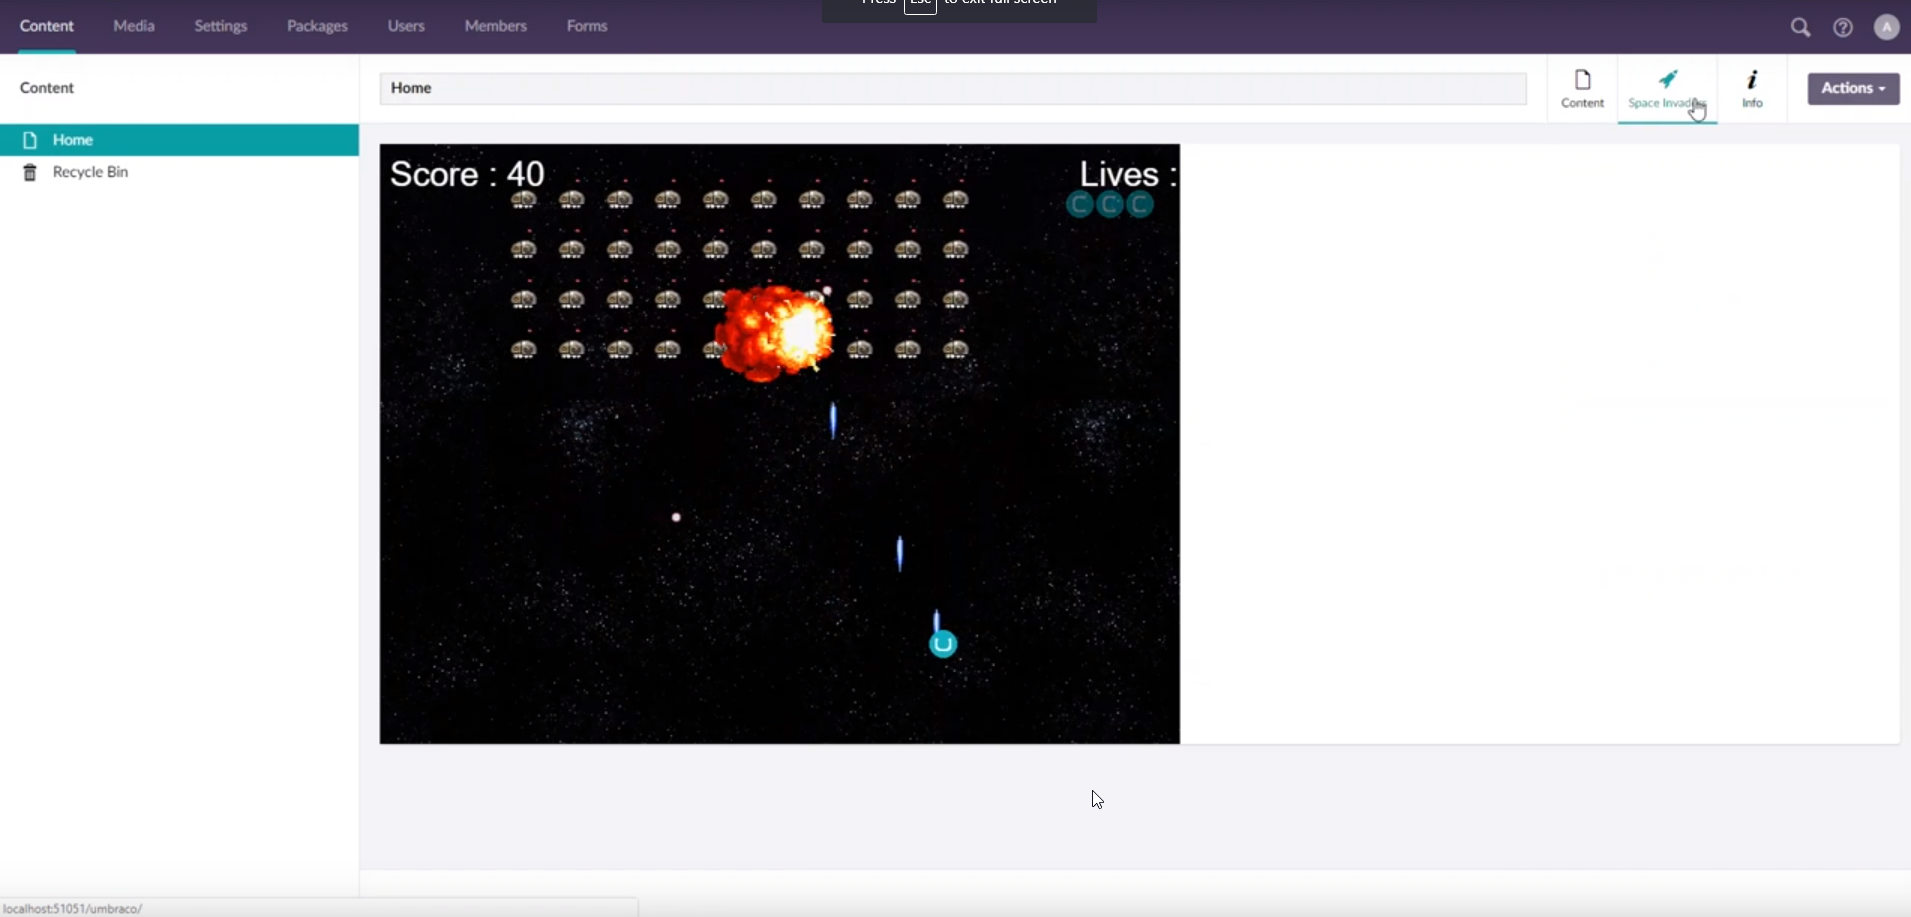 Press Esc to exit full screen
Content Media Settings Packages Users Members Forms
A
Content
Home
Content Space Invaders Info
Actions
Home
Recycle Bin
Score : 40
Lives :
C C C
U
localhost:51051/umbraco/